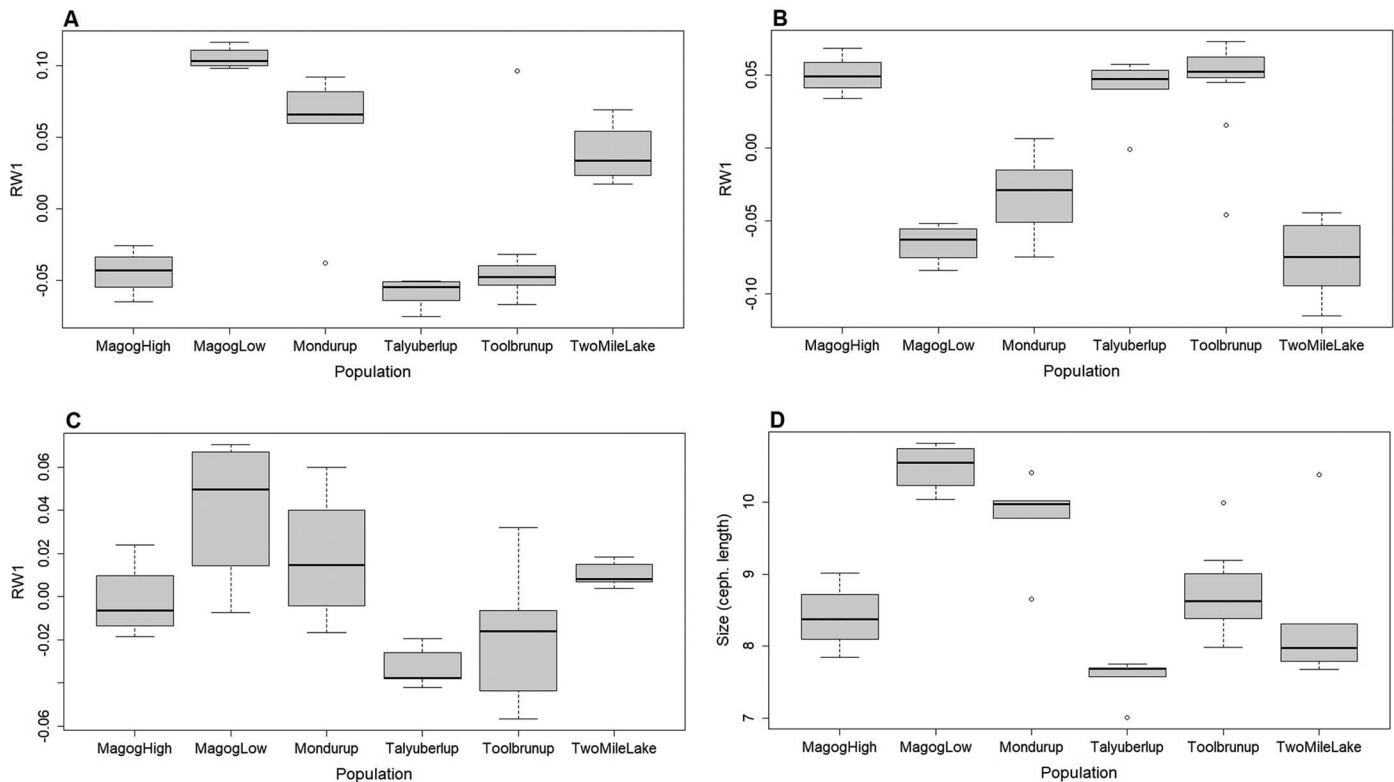 A
RW1
0.10
0.05
0.00
-0.05
MagogHigh MagogLow Mondurup Talyuberlup Toolbrunup TwoMileLake
Population
B
RW1
0.05
0.00
-0.05
-0.10
MagogHigh MagogLow Mondurup Talyuberlup Toolbrunup TwoMileLake
Population
C
RW1
0.06
0.04
0.02
0.00
-0.02
-0.06
MagogHigh MagogLow Mondurup Talyuberlup Toolbrunup TwoMileLake
Population
D
Size (ceph. length)
10
9
8
7
MagogHigh MagogLow Mondurup Talyuberlup Toolbrunup TwoMileLake
Population